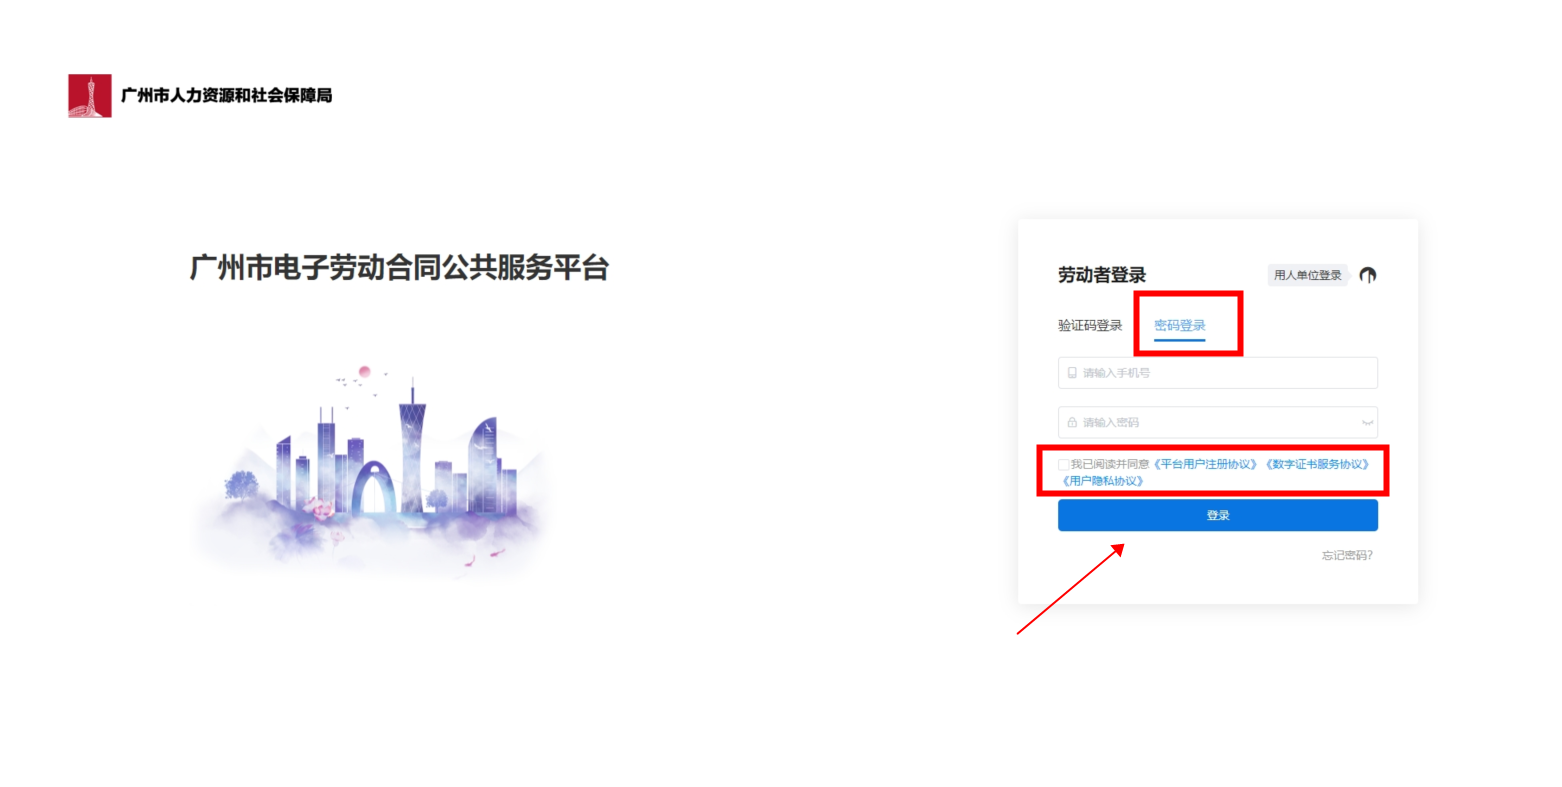 广州市人力资源和社会保障局
广州市电子劳动合同公共服务平台
劳动者登录
用人单位登录
验证码登录
密码登录
请输入手机号
请输入密码
我已阅读并同意《平台用户注册协议》《数字证书服务协议》
《用户隐私协议》
登录
忘记密码?